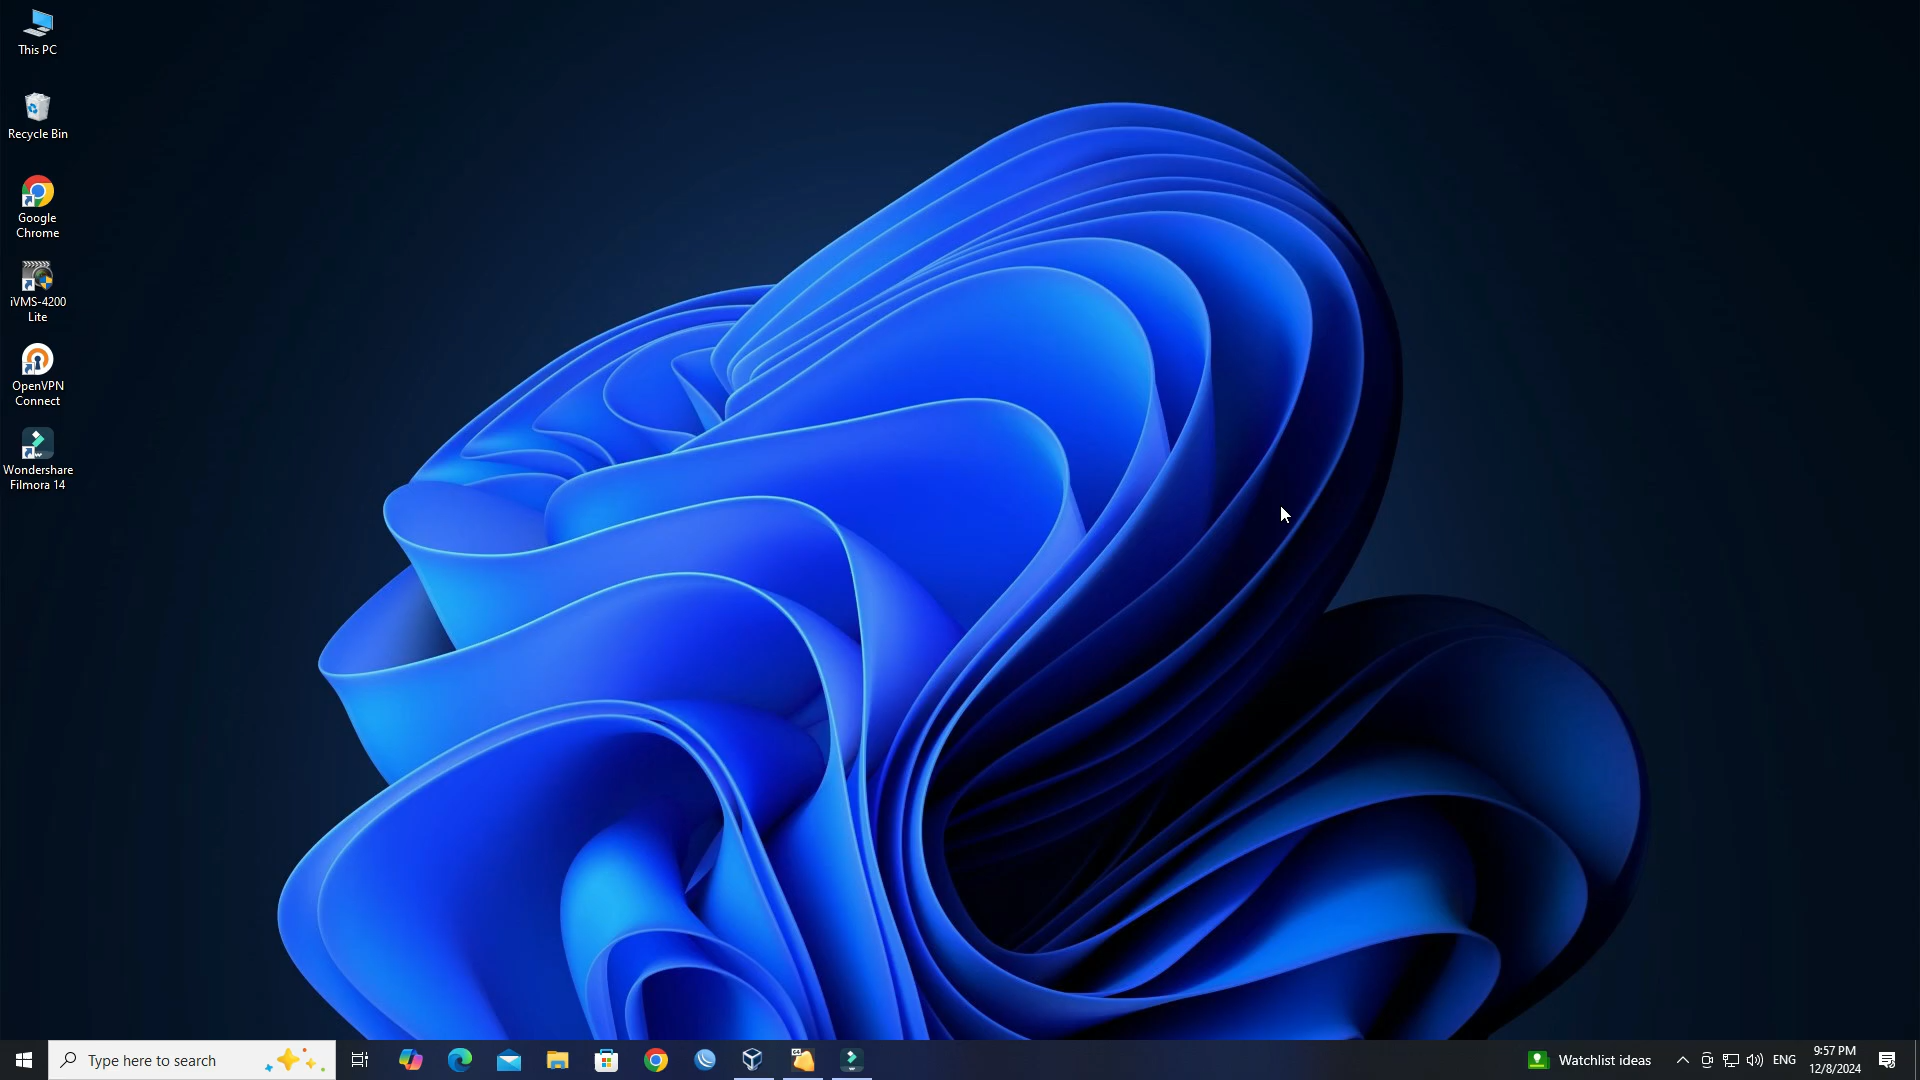 This PC
Recycle Bin
Google
Chrome
iVMS-4200
Lite
OpenVPN
Connect
Wondershare
Filmora 14
Type here to search
64
Watchlist ideas
ENG
9:57 PM
12/8/2024